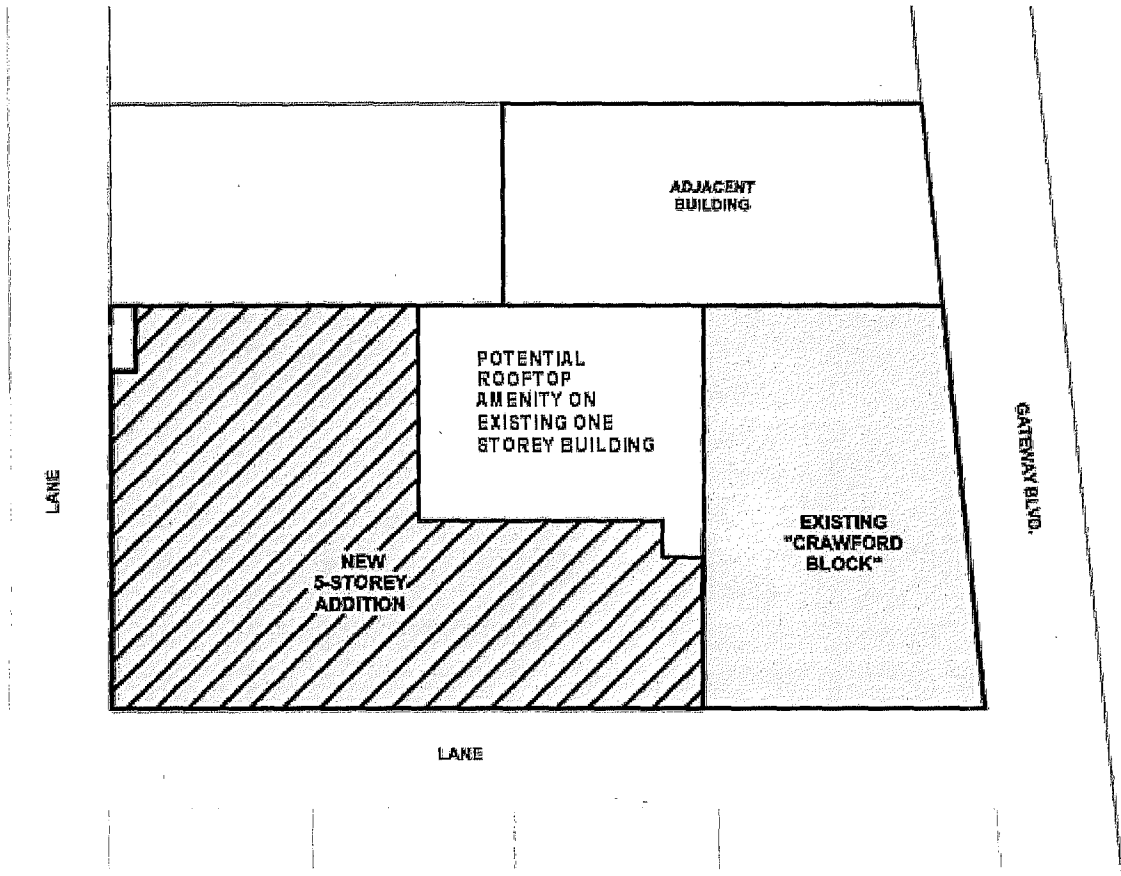 ADJACENT
BUILDING
POTENTIAL
ROOFTOP
AMENITY ON
EXISTING ONE
STOREY BUILDING
GATEWAY BLVD.
LANE
EXISTING
"CRAWFORD
BLOCK"
NEW
5-STOREY
ADDITION
LANE